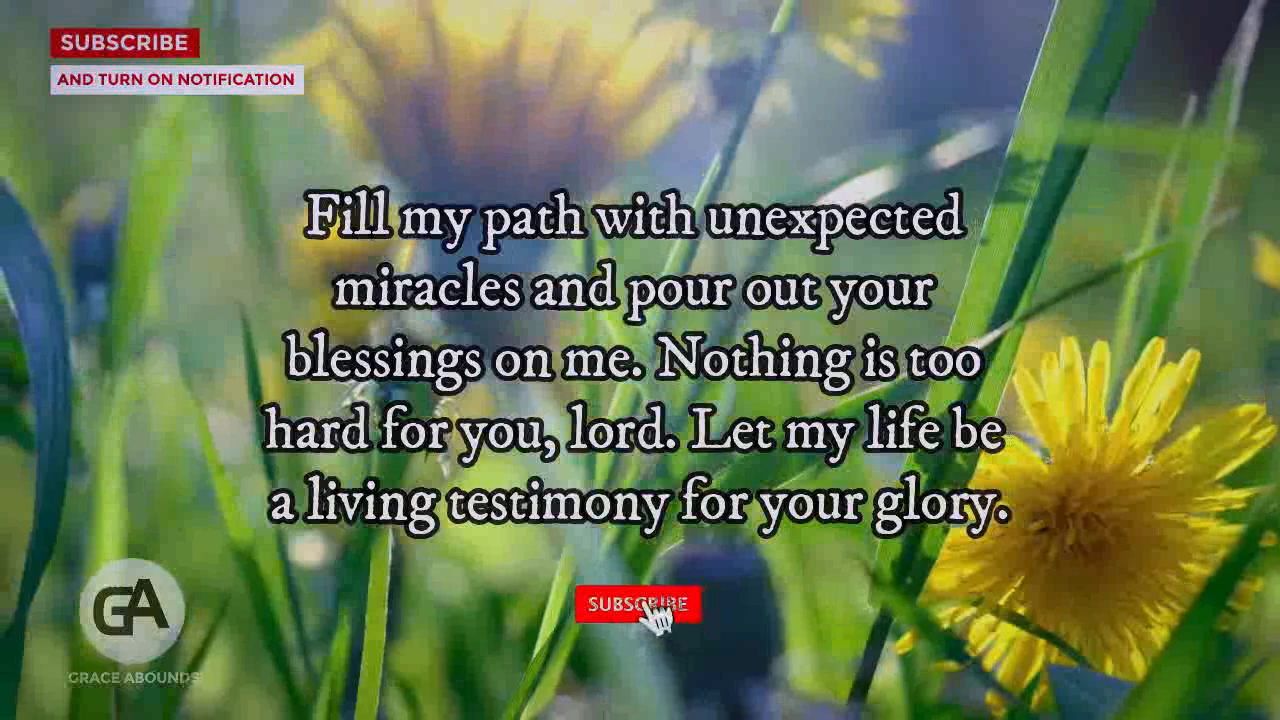 SUBSCRIBE
AND TURN ON NOTIFICATION
Fill my path with unexpected
miracles and pour out your
blessings on me. Nothing is too
hard for you, lord. Let my life be
a living testimony for your glory.
SUBSCRIBE
GA
GRACE ABOUNDS